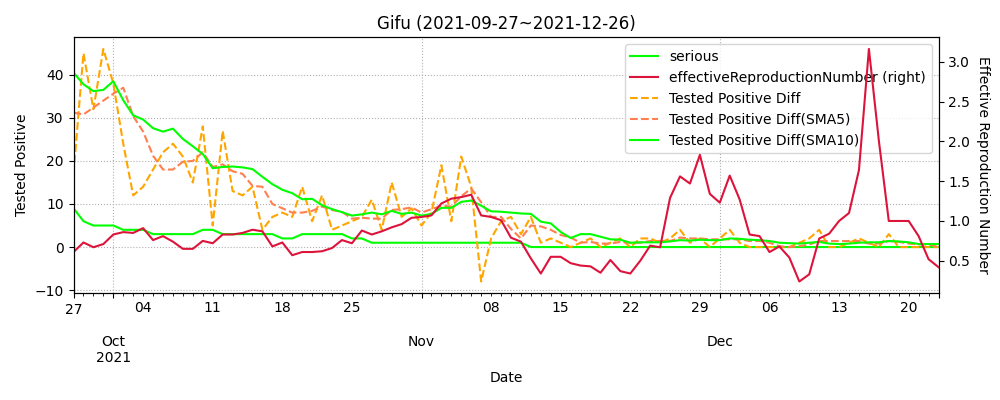 Gifu (2021-09-27~2021-12-26)
serious
effectiveReproductionNumber (right)
Tested Positive Diff
Tested Positive Diff(SMA5)
Tested Positive Diff(SMA10)
Tested Positive
40
30
20
10
0
−10
3.0
2.5
2.0
1.5
1.0
0.5
Effective Reproduction Number
27 04 11 18 25 08 15 22 29 06 13 20
Oct Nov Dec
2021
Date